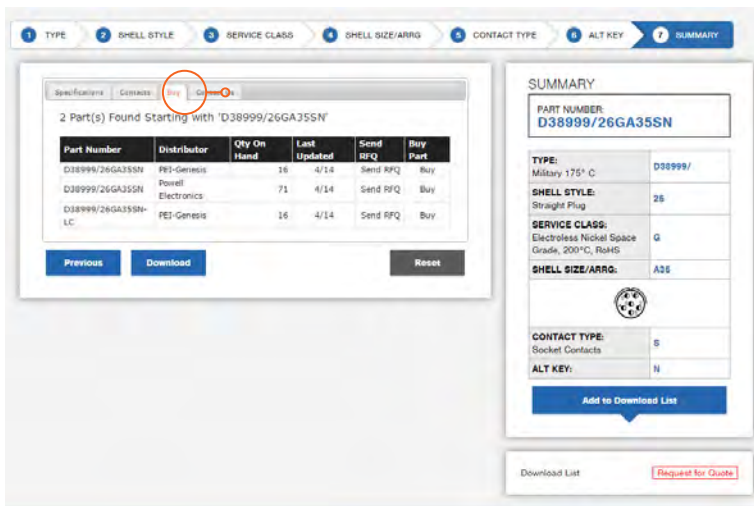 1 TYPE 2 SHELL STYLE 3 SERVICE CLASS 4 SHELL SIZE/ARRG 5 CONTACT TYPE 6 ALT KEY 7 SUMMARY
Specifications Contacts Buy
2 Part(s) Found Starting with 'D38999/26GA35SN'
Part Number Distributor Qty On Hand Last Updated Send RFQ Buy Part
D38999/26GA35SN PEI-Genesis 16 4/14 Send RFQ Buy
D38999/26GA35SN Powell Electronics 71 4/14 Send RFQ Buy
D38999/26GA35SN-LC PEI-Genesis 16 4/14 Send RFQ Buy
Previous Download Reset
SUMMARY
PART NUMBER:
D38999/26GA35SN
TYPE:
Military 175° C D38999/
SHELL STYLE:
Straight Plug 26
SERVICE CLASS:
Electroless Nickel Space
Grade, 200°C, RoHS G
SHELL SIZE/ARRG: A35
CONTACT TYPE:
Socket Contacts S
ALT KEY: N
Add to Download List
Download List Request for Quote